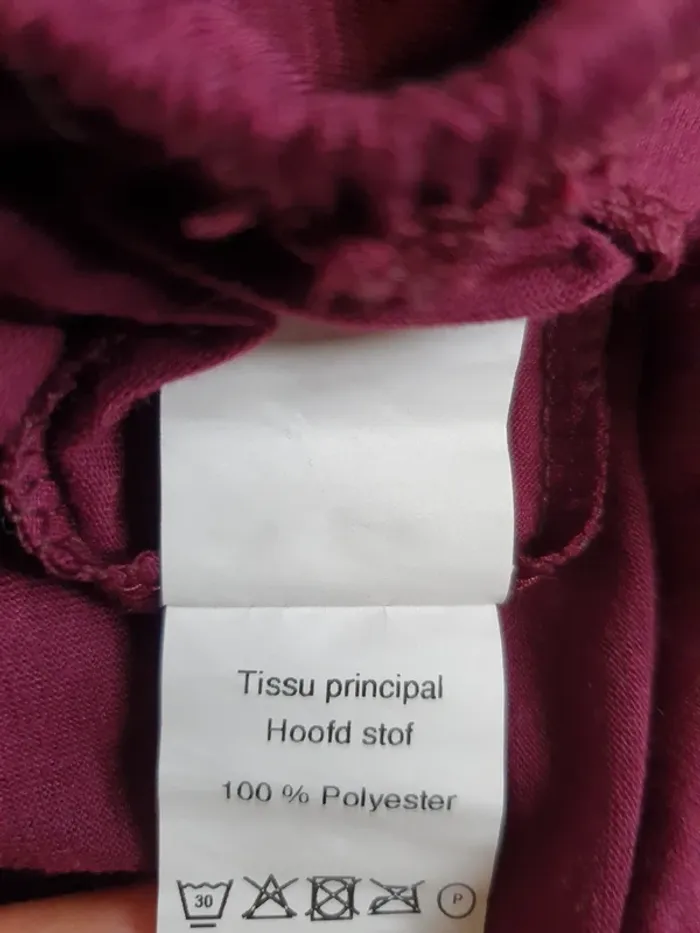 Tissu principal
Hoofd stof
100 % Polyester
30 P